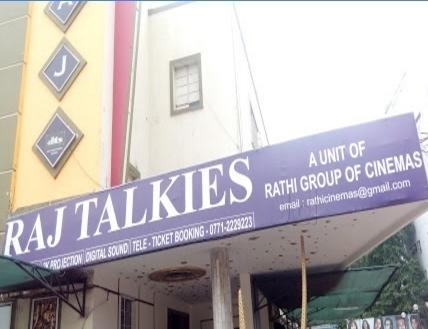 A
J
dts
RAJ TALKIES
A UNIT OF
RATHI GROUP OF CINEMAS
email : rathicinemas@gmail.com
PROJECTION DIGITAL SOUND TELE - TICKET BOOKING - 0771-2229223